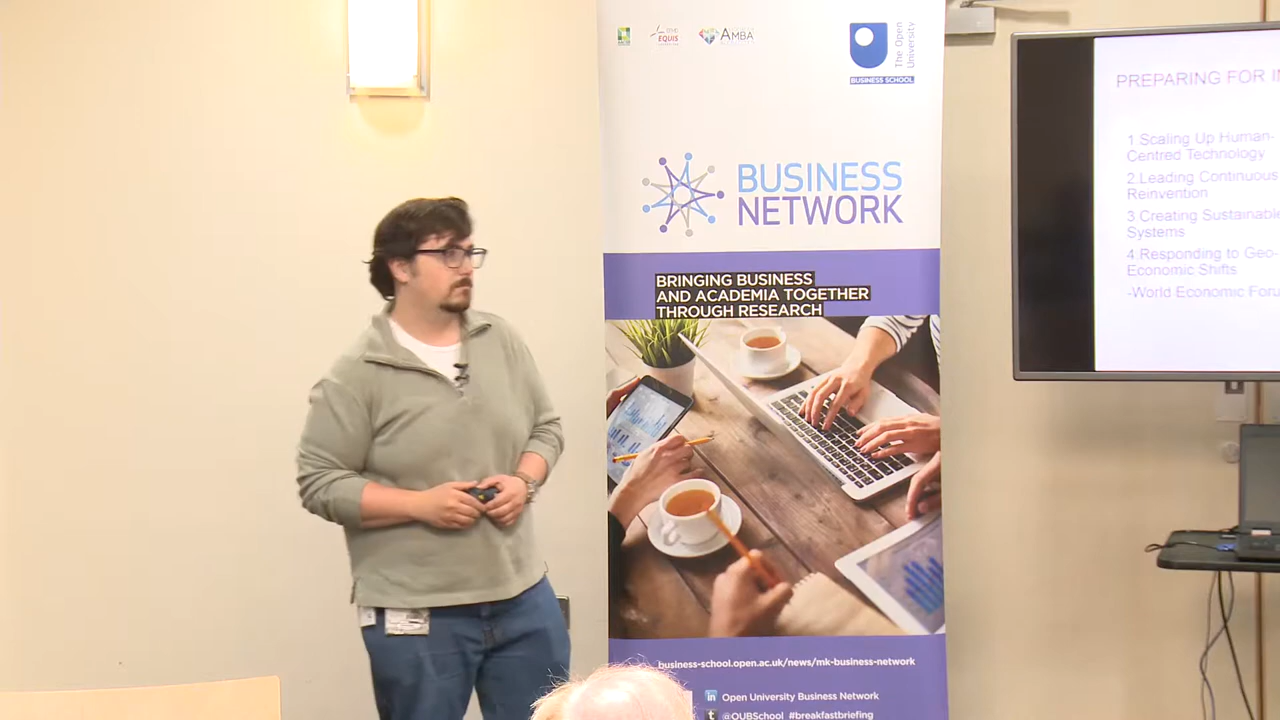 EQUIS
AMBA
The Open
University
BUSINESS SCHOOL
BUSINESS
NETWORK
BRINGING BUSINESS
AND ACADEMIA TOGETHER
THROUGH RESEARCH
business-school.open.ac.uk/news/mk-business-network
in Open University Business Network
t @OUBSchool #breakfastbriefing
PREPARING FOR
1.Scaling Up Human-
Centred Technology
2.Leading Continuous
Reinvention
3.Creating Sustainable
Systems
4.Responding to Geo-
Economic Shifts
-World Economic